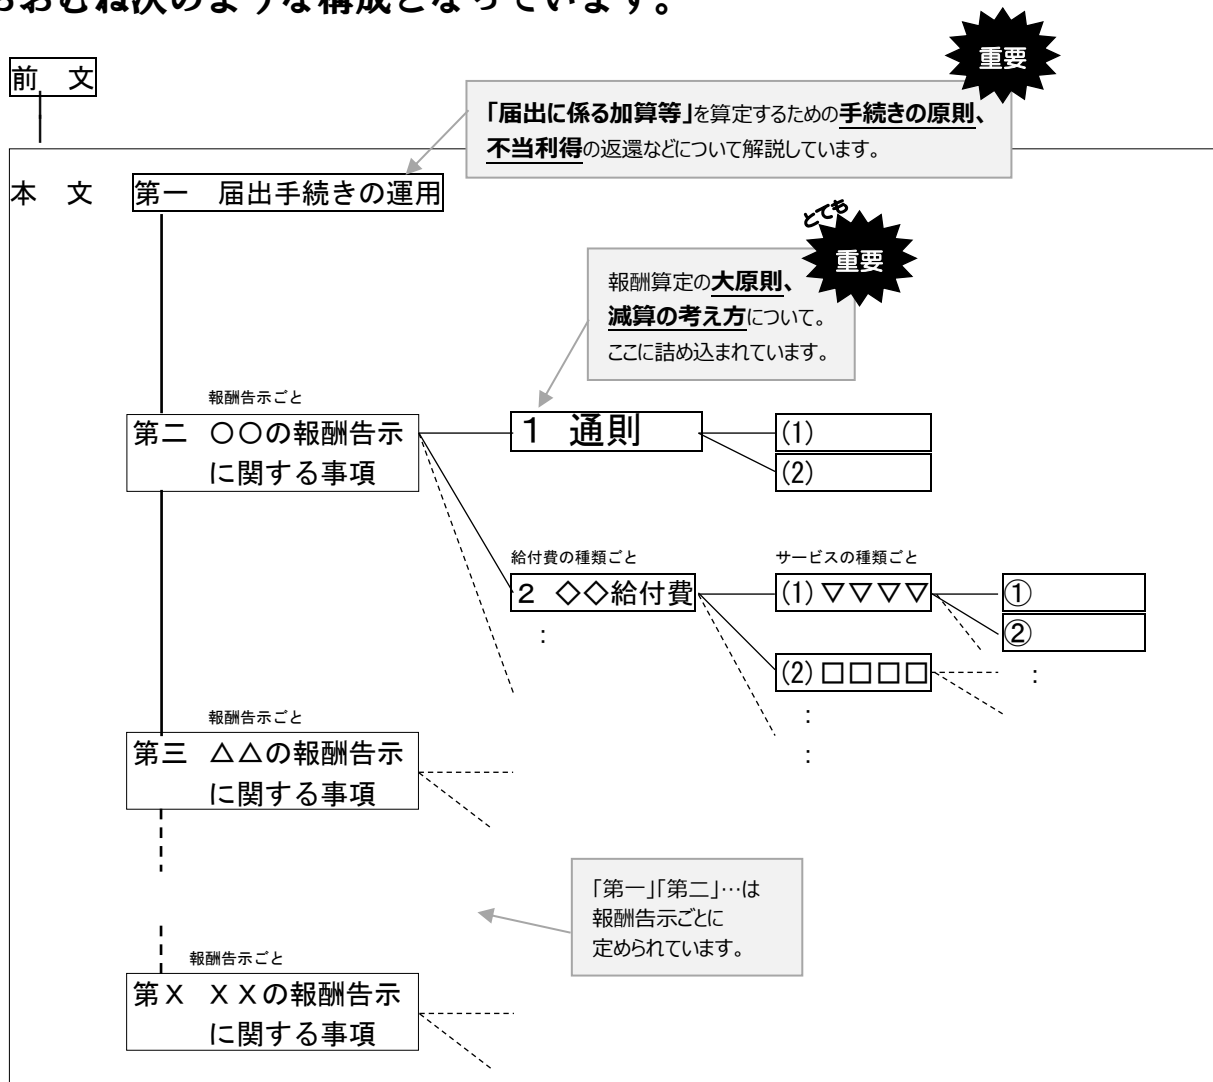 おおむね次のような構成となっています。
重要
前　文
「届出に係る加算等」を算定するための手続きの原則、
不当利得の返還などについて解説しています。
本　文
第一　届出手続きの運用
とても
重要
報酬算定の大原則、
減算の考え方について。
ここに詰め込まれています。
報酬告示ごと
第二　〇〇の報酬告示
に関する事項
１　通則
(1)
(2)
給付費の種類ごと
２　◇◇給付費
：
サービスの種類ごと
(1)▽▽▽▽
①
②
：
(2)□□□□
：
：
報酬告示ごと
第三　△△の報酬告示
に関する事項
「第一」「第二」…は
報酬告示ごとに
定められています。
報酬告示ごと
第Ｘ　ＸＸの報酬告示
に関する事項